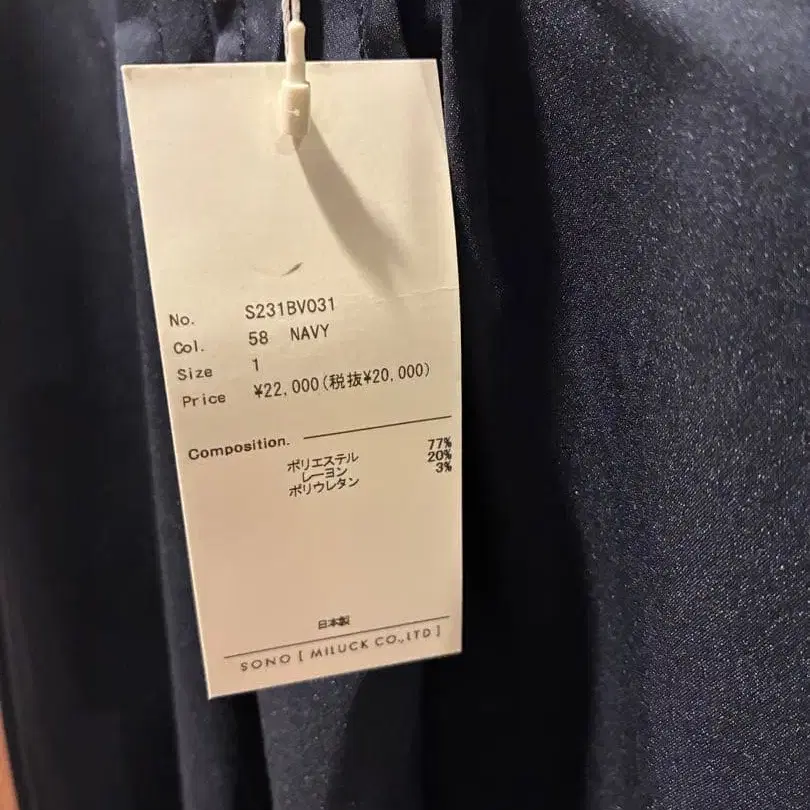 No. S231BV031
Col. 58 NAVY
Size 1
Price ¥22,000(税抜¥20,000)
Composition.
ポリエステル 77%
レーヨン 20%
ポリウレタン 3%
日本製
SONO [ MILUCK CO.,LTD ]